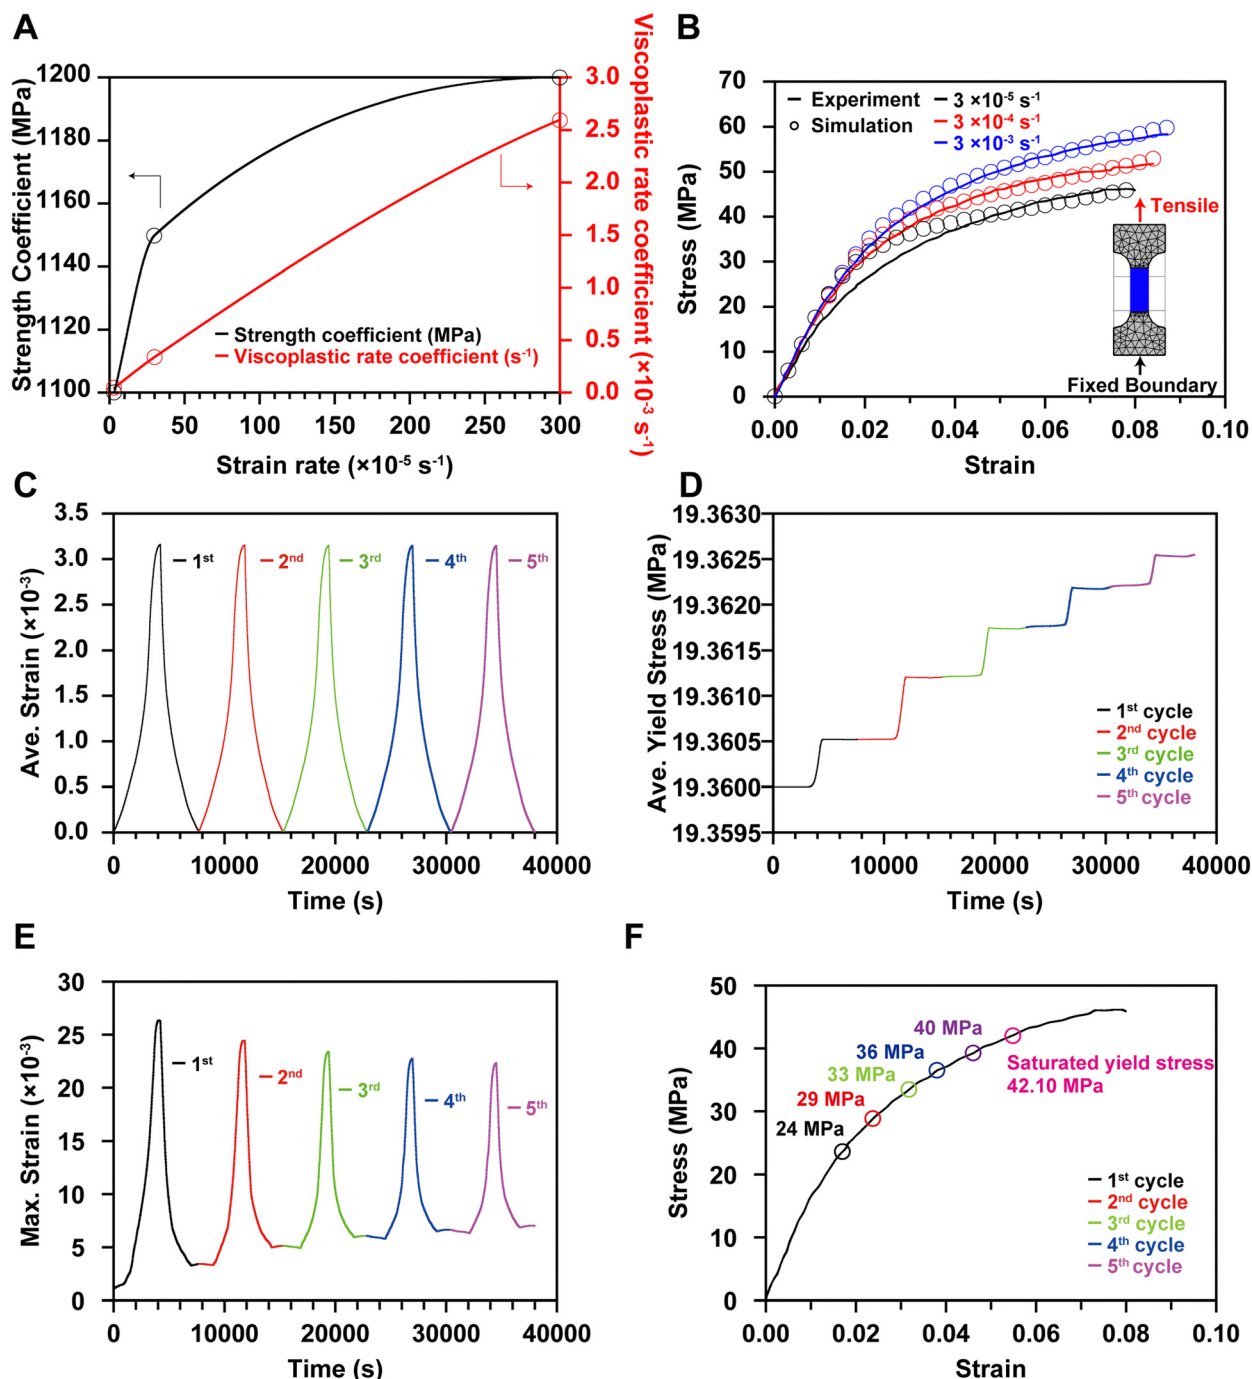 A
Strength Coefficient (MPa)
1200
1180
1160
1140
1120
1100
3.0
2.5
2.0
1.5
1.0
0.5
0.0
Viscoplastic rate coefficient (×10⁻³ s⁻¹)
Strength coefficient (MPa)
Viscoplastic rate coefficient (s⁻¹)
0 50 100 150 200 250 300
Strain rate (×10⁻⁵ s⁻¹)
B
Stress (MPa)
70
60
50
40
30
20
10
0
Experiment
Simulation
3 ×10⁻⁵ s⁻¹
3 ×10⁻⁴ s⁻¹
3 ×10⁻³ s⁻¹
Tensile
Fixed Boundary
0.00 0.02 0.04 0.06 0.08 0.10
Strain
C
Ave. Strain (×10⁻³)
3.5
3.0
2.5
2.0
1.5
1.0
0.5
0.0
1ˢᵗ
2ⁿᵈ
3ʳᵈ
4ᵗʰ
5ᵗʰ
0 10000 20000 30000 40000
Time (s)
D
Ave. Yield Stress (MPa)
19.3630
19.3625
19.3620
19.3615
19.3610
19.3605
19.3600
19.3595
1ˢᵗ cycle
2ⁿᵈ cycle
3ʳᵈ cycle
4ᵗʰ cycle
5ᵗʰ cycle
0 10000 20000 30000 40000
Time (s)
E
Max. Strain (×10⁻³)
30
25
20
15
10
5
0
1ˢᵗ
2ⁿᵈ
3ʳᵈ
4ᵗʰ
5ᵗʰ
0 10000 20000 30000 40000
Time (s)
F
Stress (MPa)
50
40
30
20
10
0
24 MPa
29 MPa
33 MPa
36 MPa
40 MPa
Saturated yield stress
42.10 MPa
1ˢᵗ cycle
2ⁿᵈ cycle
3ʳᵈ cycle
4ᵗʰ cycle
5ᵗʰ cycle
0.00 0.02 0.04 0.06 0.08 0.10
Strain